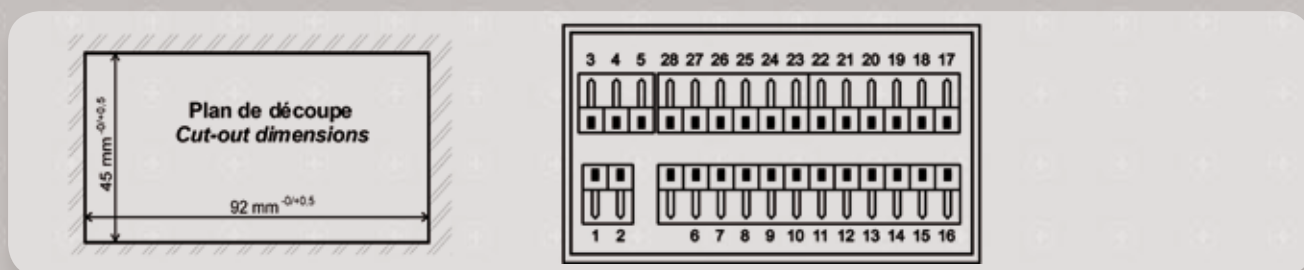 Plan de découpe
Cut-out dimensions
45 mm -0/+0,5
92 mm -0/+0,5
3 4 5 28 27 26 25 24 23 22 21 20 19 18 17
1 2 6 7 8 9 10 11 12 13 14 15 16